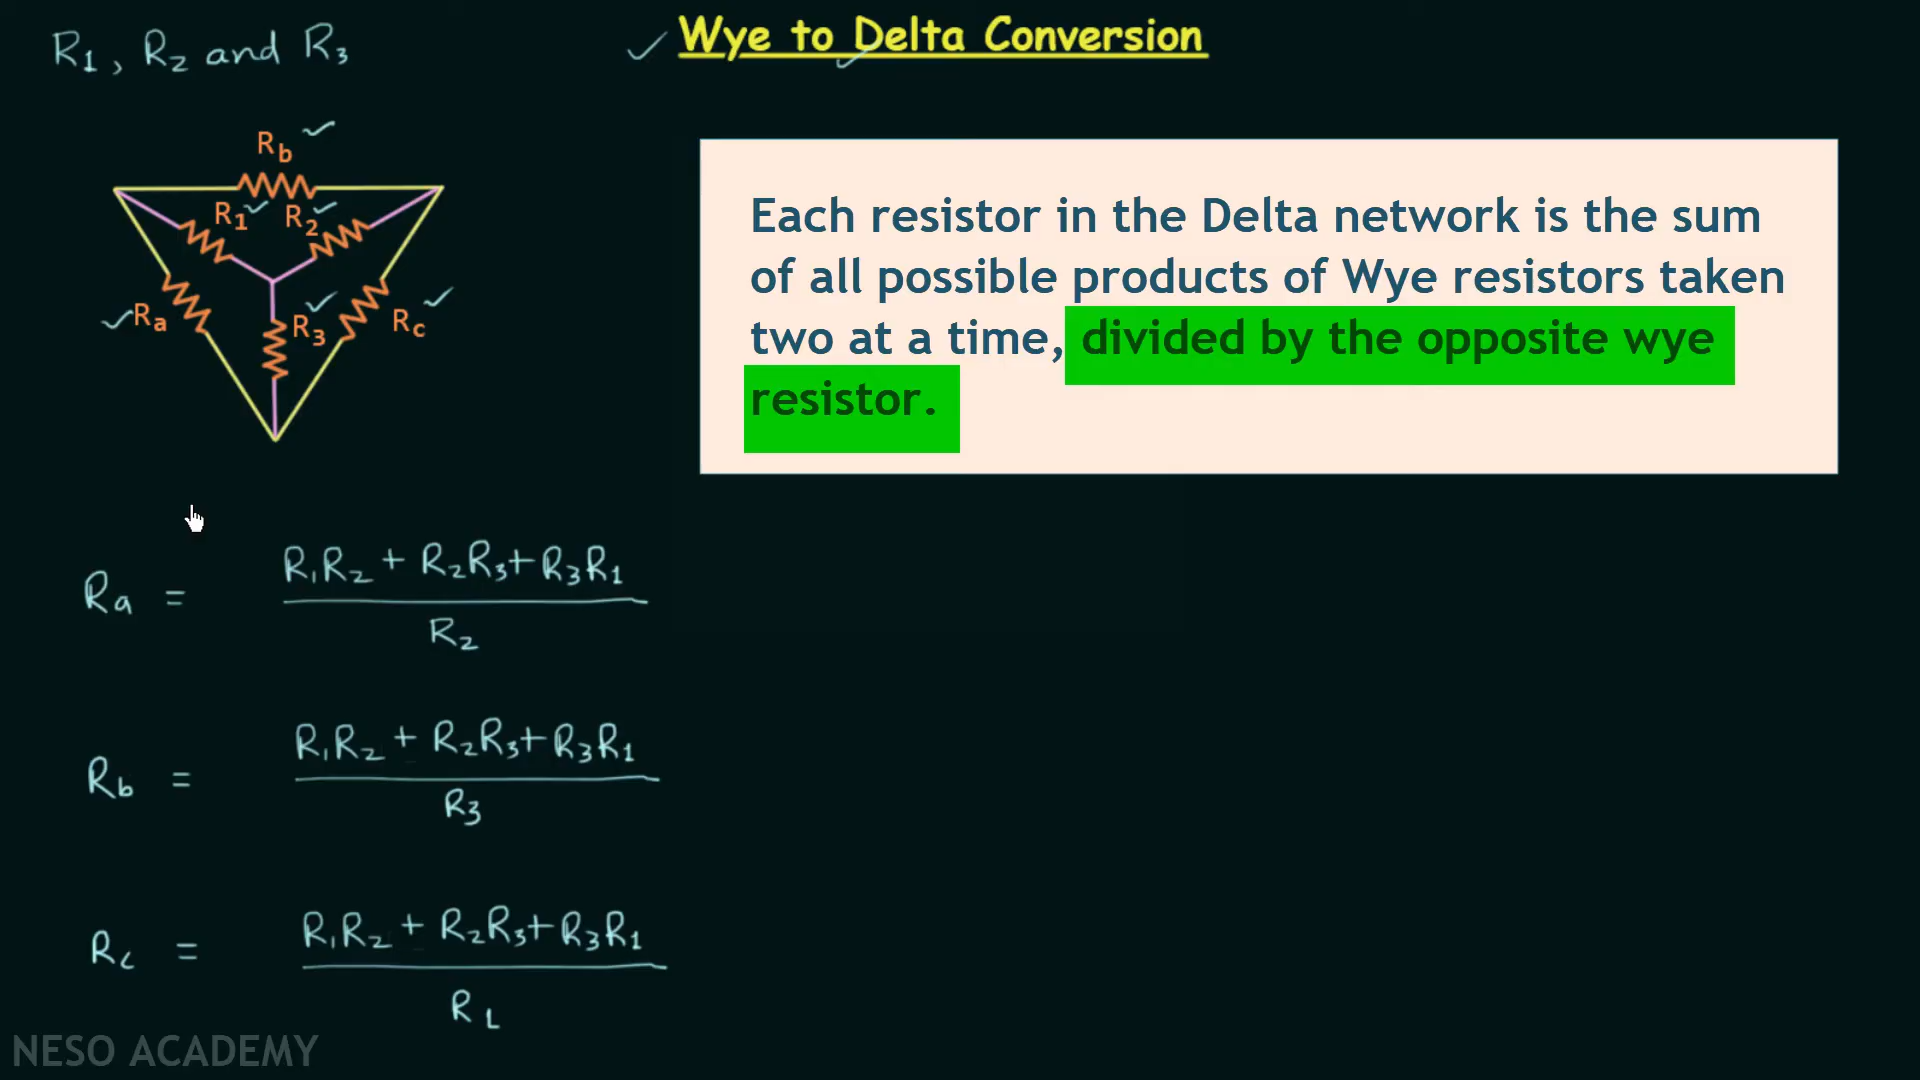 R1, R2 and R3
Wye to Delta Conversion
Rb
R1
R2
Ra
R3
Rc
Each resistor in the Delta network is the sum
of all possible products of Wye resistors taken
two at a time, divided by the opposite wye
resistor.
Ra = R1R2 + R2R3 + R3R1
R2
Rb = R1R2 + R2R3 + R3R1
R3
Rc = R1R2 + R2R3 + R3R1
R1
NESO ACADEMY